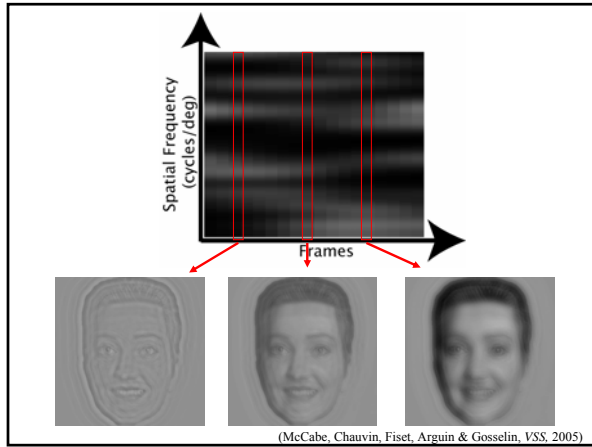 Spatial Frequency
(cycles/deg)
Frames
(McCabe, Chauvin, Fiset, Arguin & Gosselin, VSS, 2005)